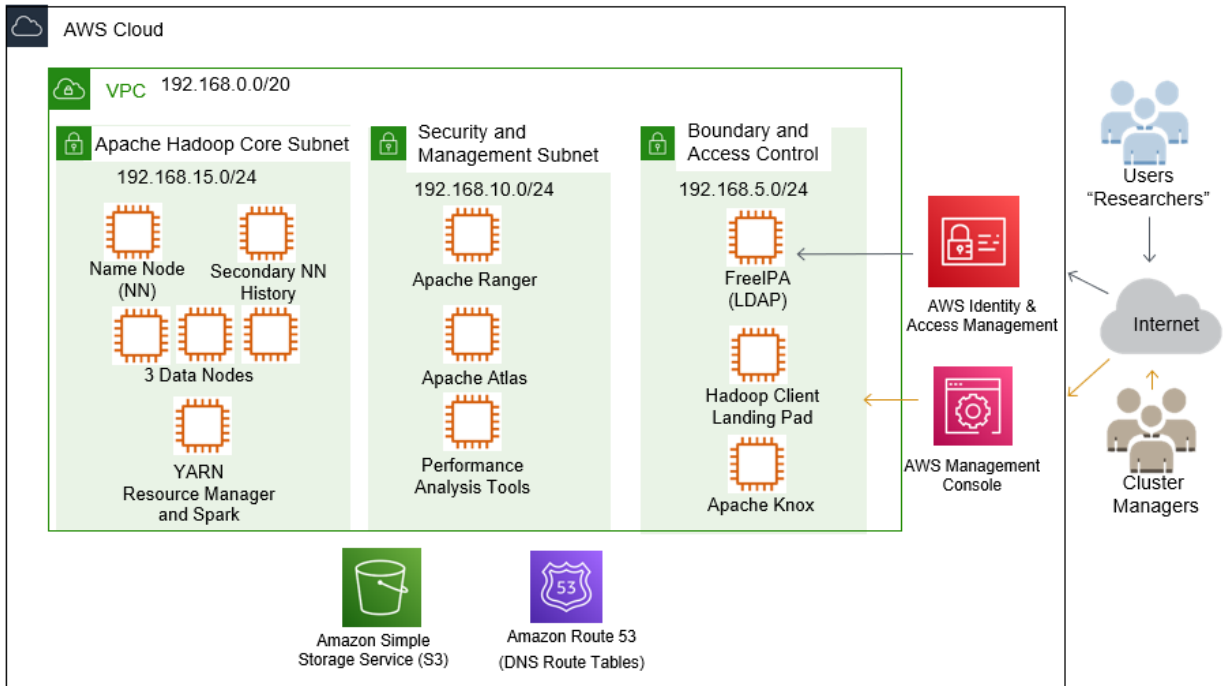 AWS Cloud
VPC 192.168.0.0/20
Apache Hadoop Core Subnet
192.168.15.0/24
Name Node
(NN)
Secondary NN
History
3 Data Nodes
YARN
Resource Manager
and Spark
Security and
Management Subnet
192.168.10.0/24
Apache Ranger
Apache Atlas
Performance
Analysis Tools
Boundary and
Access Control
192.168.5.0/24
FreeIPA
(LDAP)
Hadoop Client
Landing Pad
Apache Knox
AWS Identity &
Access Management
AWS Management
Console
Users
“Researchers”
Internet
Cluster
Managers
Amazon Simple
Storage Service (S3)
53
Amazon Route 53
(DNS Route Tables)